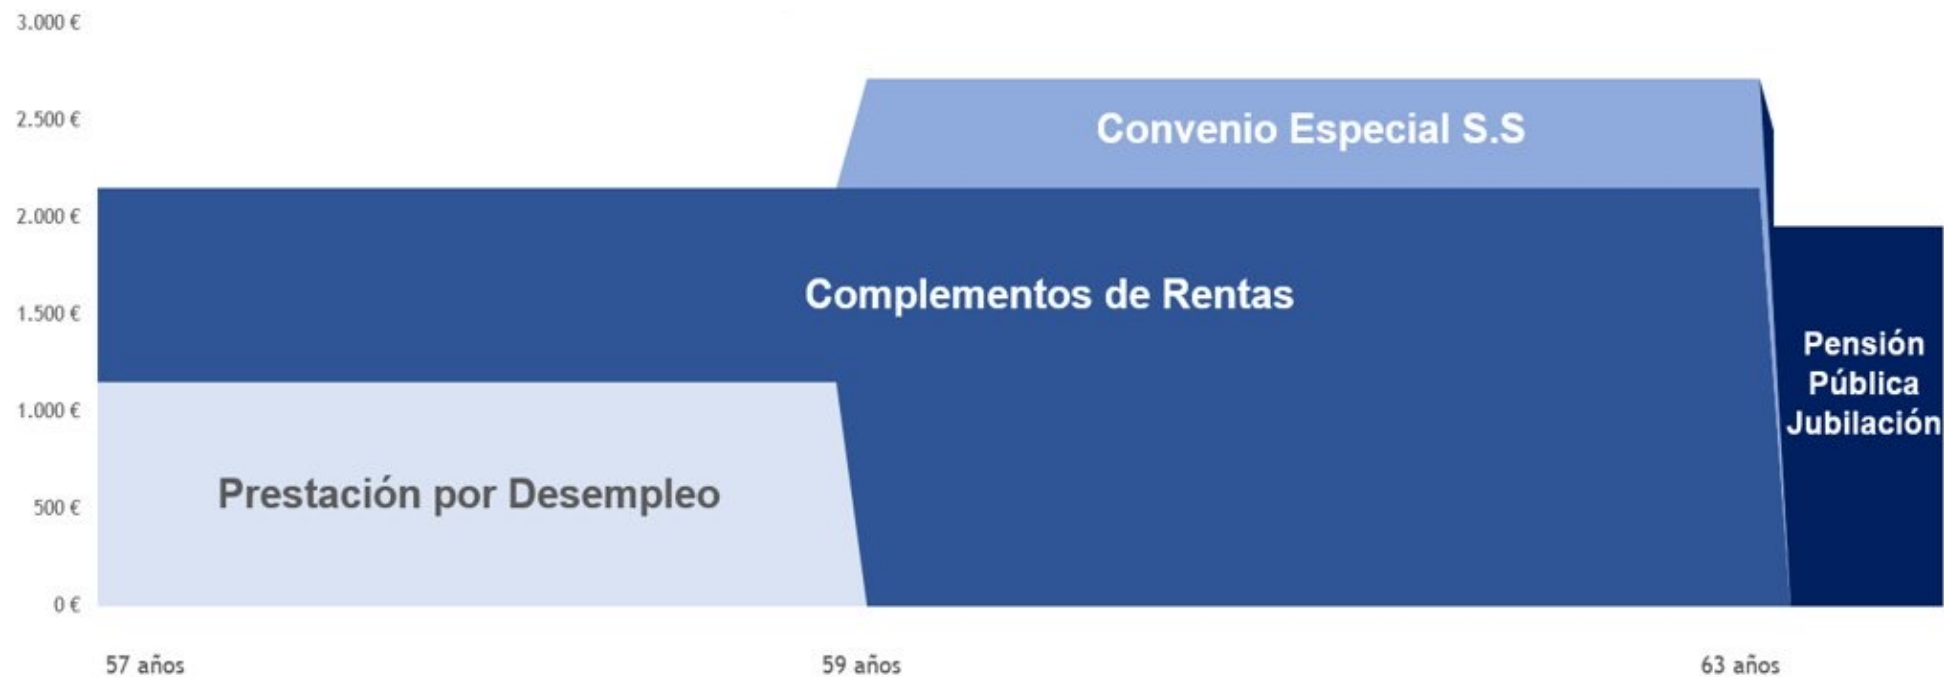 3.000 €
2.500 €
2.000 €
1.500 €
1.000 €
500 €
0 €
Convenio Especial S.S
Complementos de Rentas
Prestación por Desempleo
Pensión
Pública
Jubilación
57 años
59 años
63 años